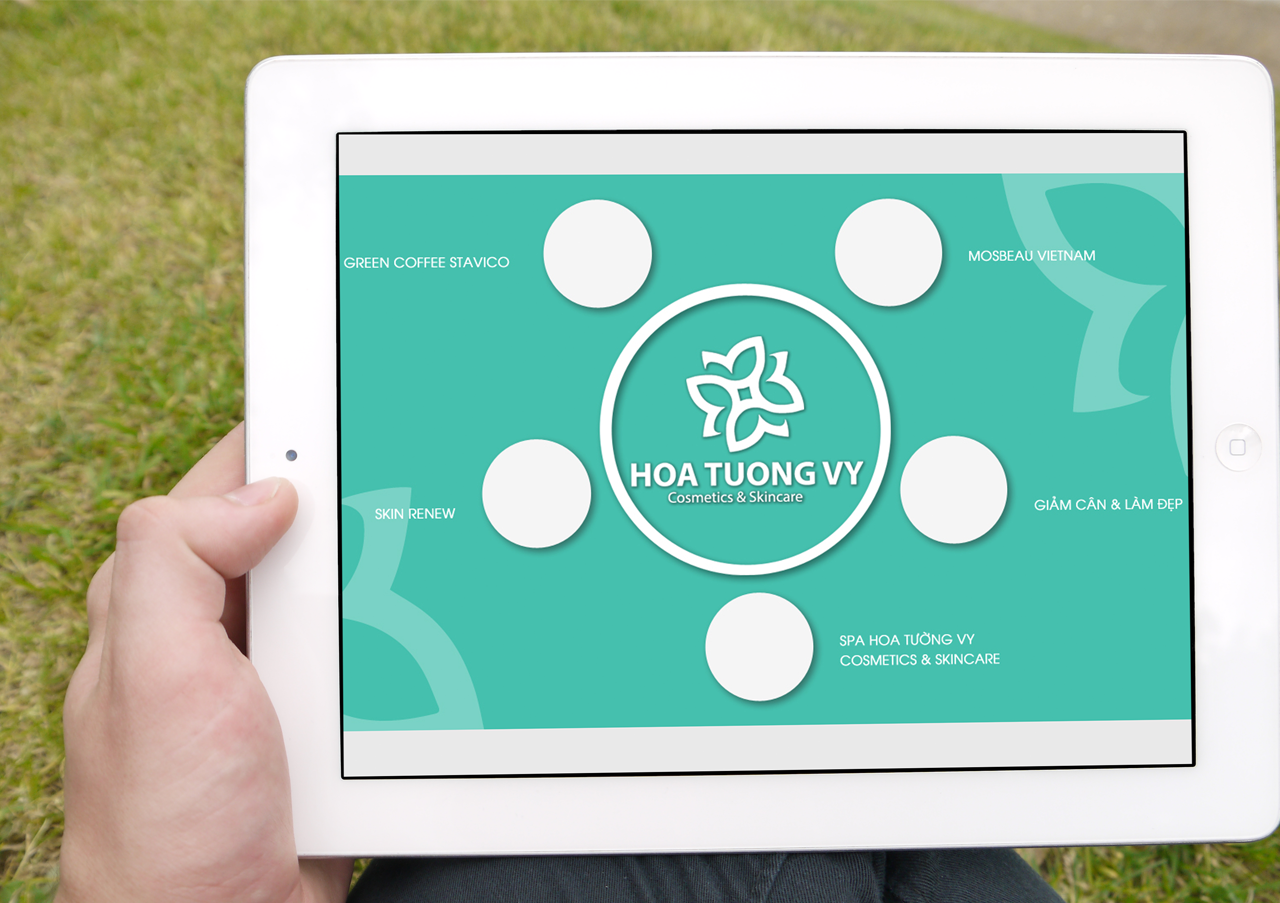 GREEN COFFEE STAVICO
MOSBEAU VIETNAM
HOA TUONG VY
Cosmetics & Skincare
SKIN RENEW
GIẢM CÂN & LÀM ĐẸP
SPA HOA TƯỜNG VY
COSMETICS & SKINCARE